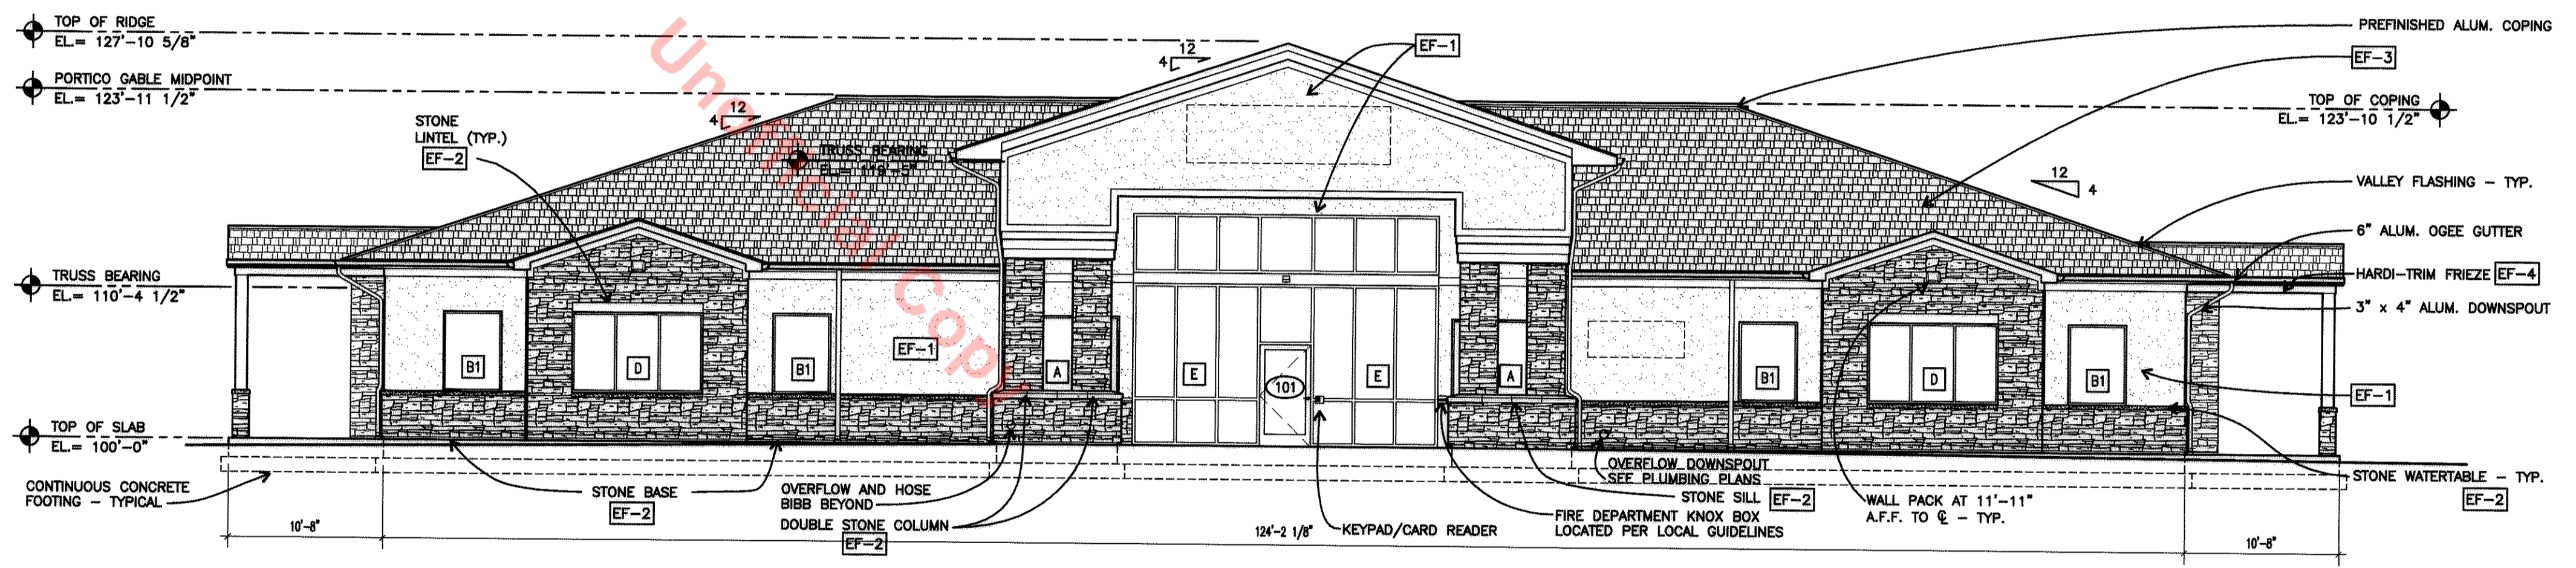 TOP OF RIDGE
EL.= 127'-10 5/8"
PORTICO GABLE MIDPOINT
EL.= 123'-11 1/2"
STONE
LINTEL (TYP.)
EF-2
12
4
12
4
EF-1
PREFINISHED ALUM. COPING
EF-3
TOP OF COPING
EL.= 123'-10 1/2"
TRUSS BEARING
EL.= 119'-5"
12
4
VALLEY FLASHING - TYP.
6" ALUM. OGEE GUTTER
HARDI-TRIM FRIEZE EF-4
3" x 4" ALUM. DOWNSPOUT
TRUSS BEARING
EL.= 110'-4 1/2"
B1
D
B1
EF-1
A
E
101
E
A
B1
D
B1
EF-1
TOP OF SLAB
EL.= 100'-0"
CONTINUOUS CONCRETE
FOOTING - TYPICAL
STONE BASE
EF-2
OVERFLOW AND HOSE
BIBB BEYOND
DOUBLE STONE COLUMN
EF-2
KEYPAD/CARD READER
OVERFLOW DOWNSPOUT
SEE PLUMBING PLANS
STONE SILL EF-2
FIRE DEPARTMENT KNOX BOX
LOCATED PER LOCAL GUIDELINES
WALL PACK AT 11'-11"
A.F.F. TO ℄ - TYP.
STONE WATERTABLE - TYP.
EF-2
10'-8"
124'-2 1/8"
10'-8"
Unofficial Copy